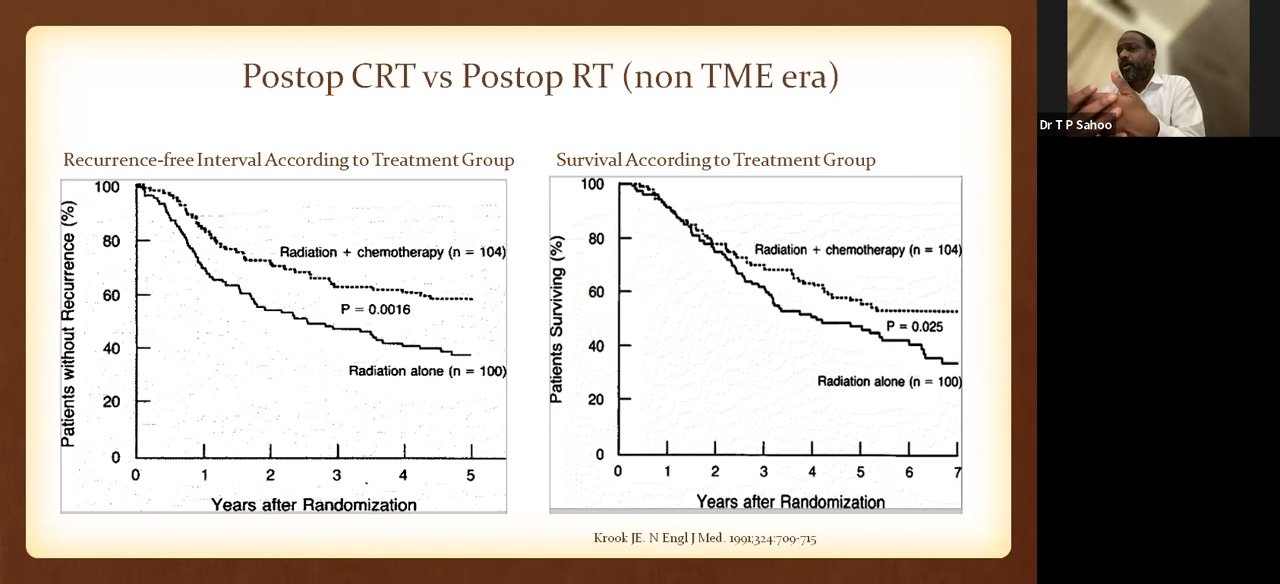 Postop CRT vs Postop RT (non TME era)
Recurrence-free Interval According to Treatment Group
Patients without Recurrence (%)
100
80
60
40
20
0
Radiation + chemotherapy (n = 104)
P = 0.0016
Radiation alone (n = 100)
0 1 2 3 4 5
Years after Randomization
Survival According to Treatment Group
Patients Surviving (%)
100
80
60
40
20
0
Radiation + chemotherapy (n = 104)
P = 0.025
Radiation alone (n = 100)
0 1 2 3 4 5 6 7
Years after Randomization
Krook JE. N Engl J Med. 1991;324:709-715
Dr T P Sahoo